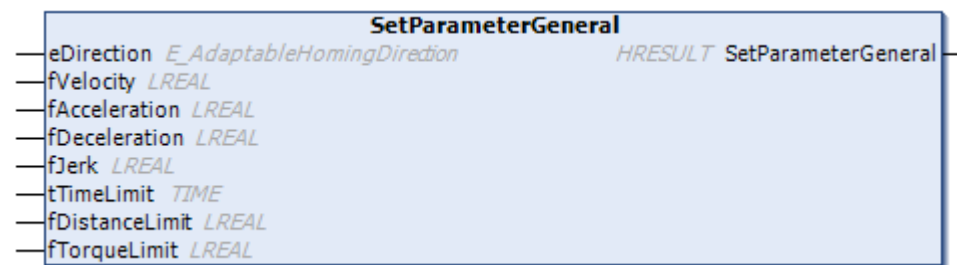 SetParameterGeneral
eDirection E_AdaptableHomingDirection HRESULT SetParameterGeneral
fVelocity LREAL
fAcceleration LREAL
fDeceleration LREAL
fJerk LREAL
tTimeLimit TIME
fDistanceLimit LREAL
fTorqueLimit LREAL